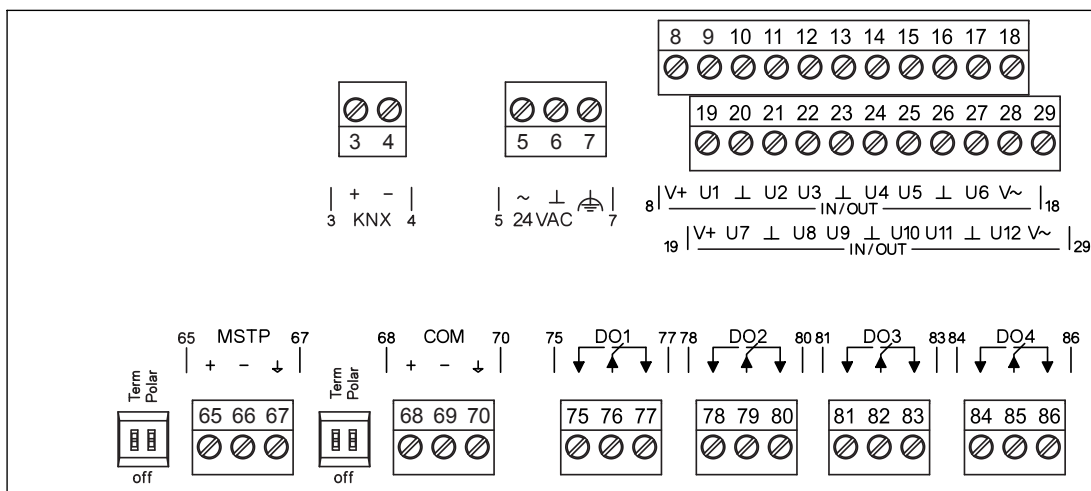 8 9 10 11 12 13 14 15 16 17 18
19 20 21 22 23 24 25 26 27 28 29
3 4
5 6 7
+ −
3 KNX 4
~ ⊥ ⏚
5 24 VAC 7
V+ U1 ⊥ U2 U3 ⊥ U4 U5 ⊥ U6 V~
8 IN/OUT 18
V+ U7 ⊥ U8 U9 ⊥ U10 U11 ⊥ U12 V~
19 IN/OUT 29
65 MSTP 67
+ −
68 COM 70
+ −
75 DO1 77
78 DO2 80
81 DO3 83
84 DO4 86
Term
Polar
off
65 66 67
Term
Polar
off
68 69 70
75 76 77
78 79 80
81 82 83
84 85 86